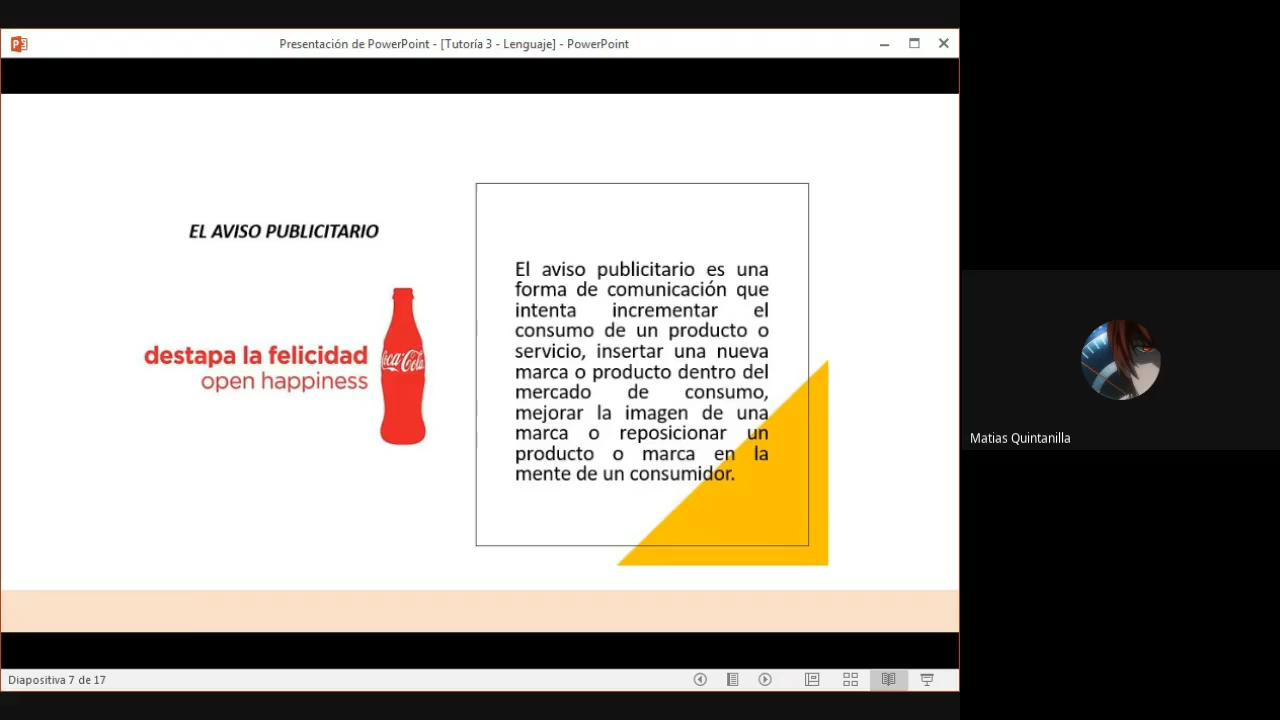 Presentación de PowerPoint - [Tutoría 3 - Lenguaje] - PowerPoint
EL AVISO PUBLICITARIO
destapa la felicidad
open happiness
Coca-Cola
El aviso publicitario es una
forma de comunicación que
intenta incrementar el
consumo de un producto o
servicio, insertar una nueva
marca o producto dentro del
mercado de consumo,
mejorar la imagen de una
marca o reposicionar un
producto o marca en la
mente de un consumidor.
Matias Quintanilla
Diapositiva 7 de 17